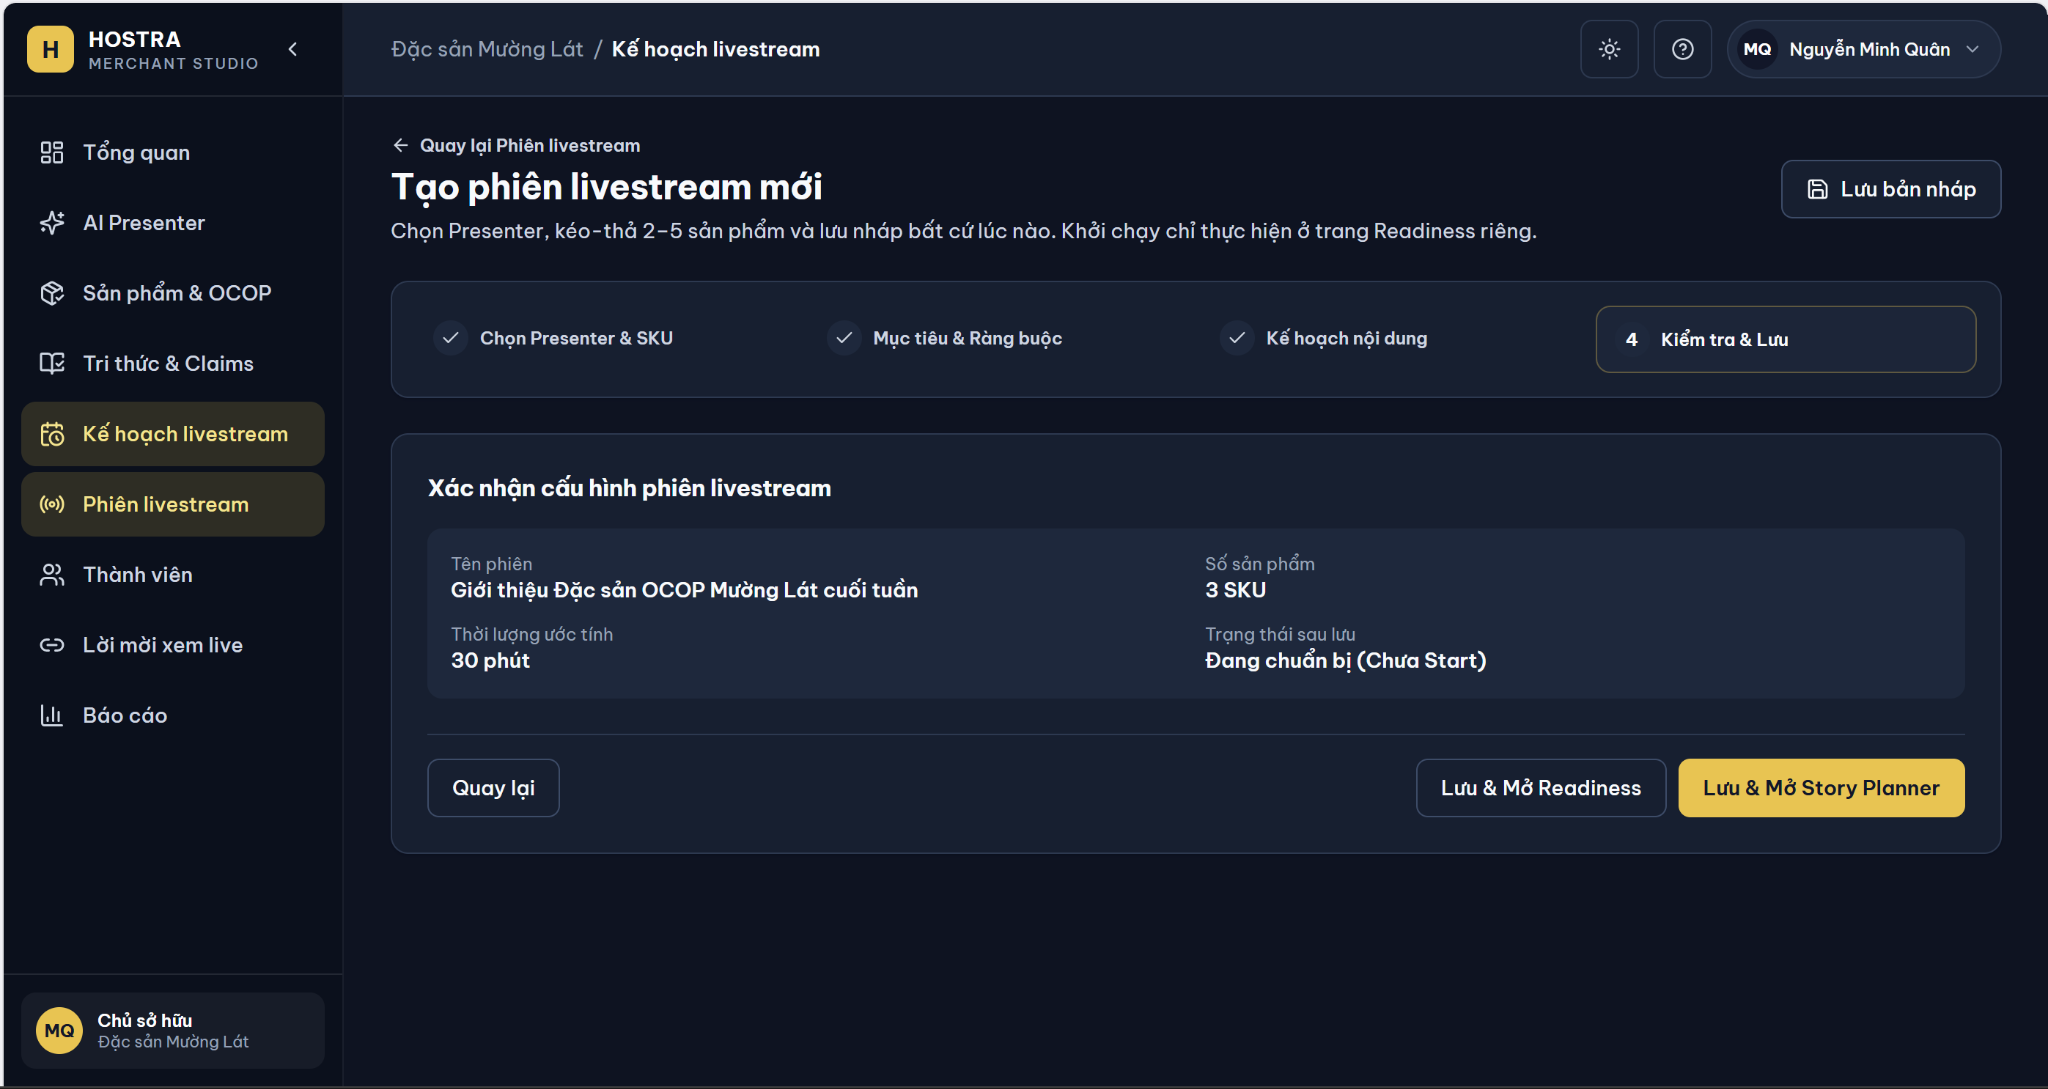 H
HOSTRA
MERCHANT STUDIO
Đặc sản Mường Lát / Kế hoạch livestream
MQ Nguyễn Minh Quân
Tổng quan
AI Presenter
Sản phẩm & OCOP
Tri thức & Claims
Kế hoạch livestream
Phiên livestream
Thành viên
Lời mời xem live
Báo cáo
MQ
Chủ sở hữu
Đặc sản Mường Lát
Quay lại Phiên livestream
Tạo phiên livestream mới
Chọn Presenter, kéo-thả 2–5 sản phẩm và lưu nháp bất cứ lúc nào. Khởi chạy chỉ thực hiện ở trang Readiness riêng.
Lưu bản nháp
Chọn Presenter & SKU
Mục tiêu & Ràng buộc
Kế hoạch nội dung
4 Kiểm tra & Lưu
Xác nhận cấu hình phiên livestream
Tên phiên
Giới thiệu Đặc sản OCOP Mường Lát cuối tuần
Số sản phẩm
3 SKU
Thời lượng ước tính
30 phút
Trạng thái sau lưu
Đang chuẩn bị (Chưa Start)
Quay lại
Lưu & Mở Readiness
Lưu & Mở Story Planner